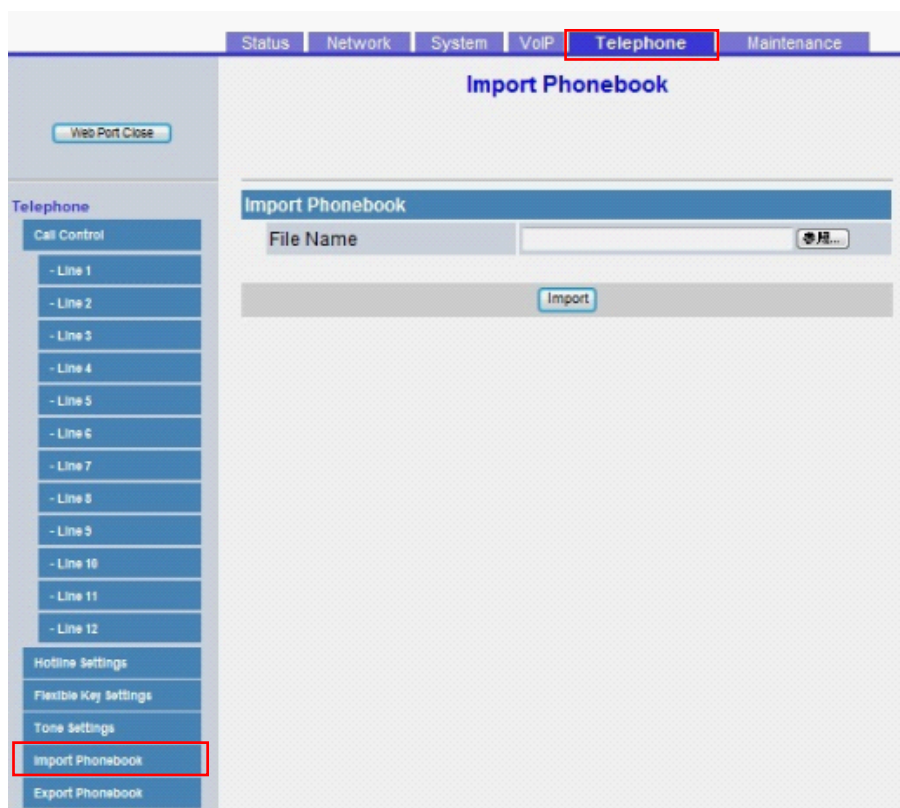 Status Network System VoIP Telephone Maintenance
Import Phonebook
Web Port Close
Telephone
Call Control
- Line 1
- Line 2
- Line 3
- Line 4
- Line 5
- Line 6
- Line 7
- Line 8
- Line 9
- Line 10
- Line 11
- Line 12
Hotline Settings
Flexible Key Settings
Tone Settings
Import Phonebook
Export Phonebook
Import Phonebook
File Name
参照...
Import